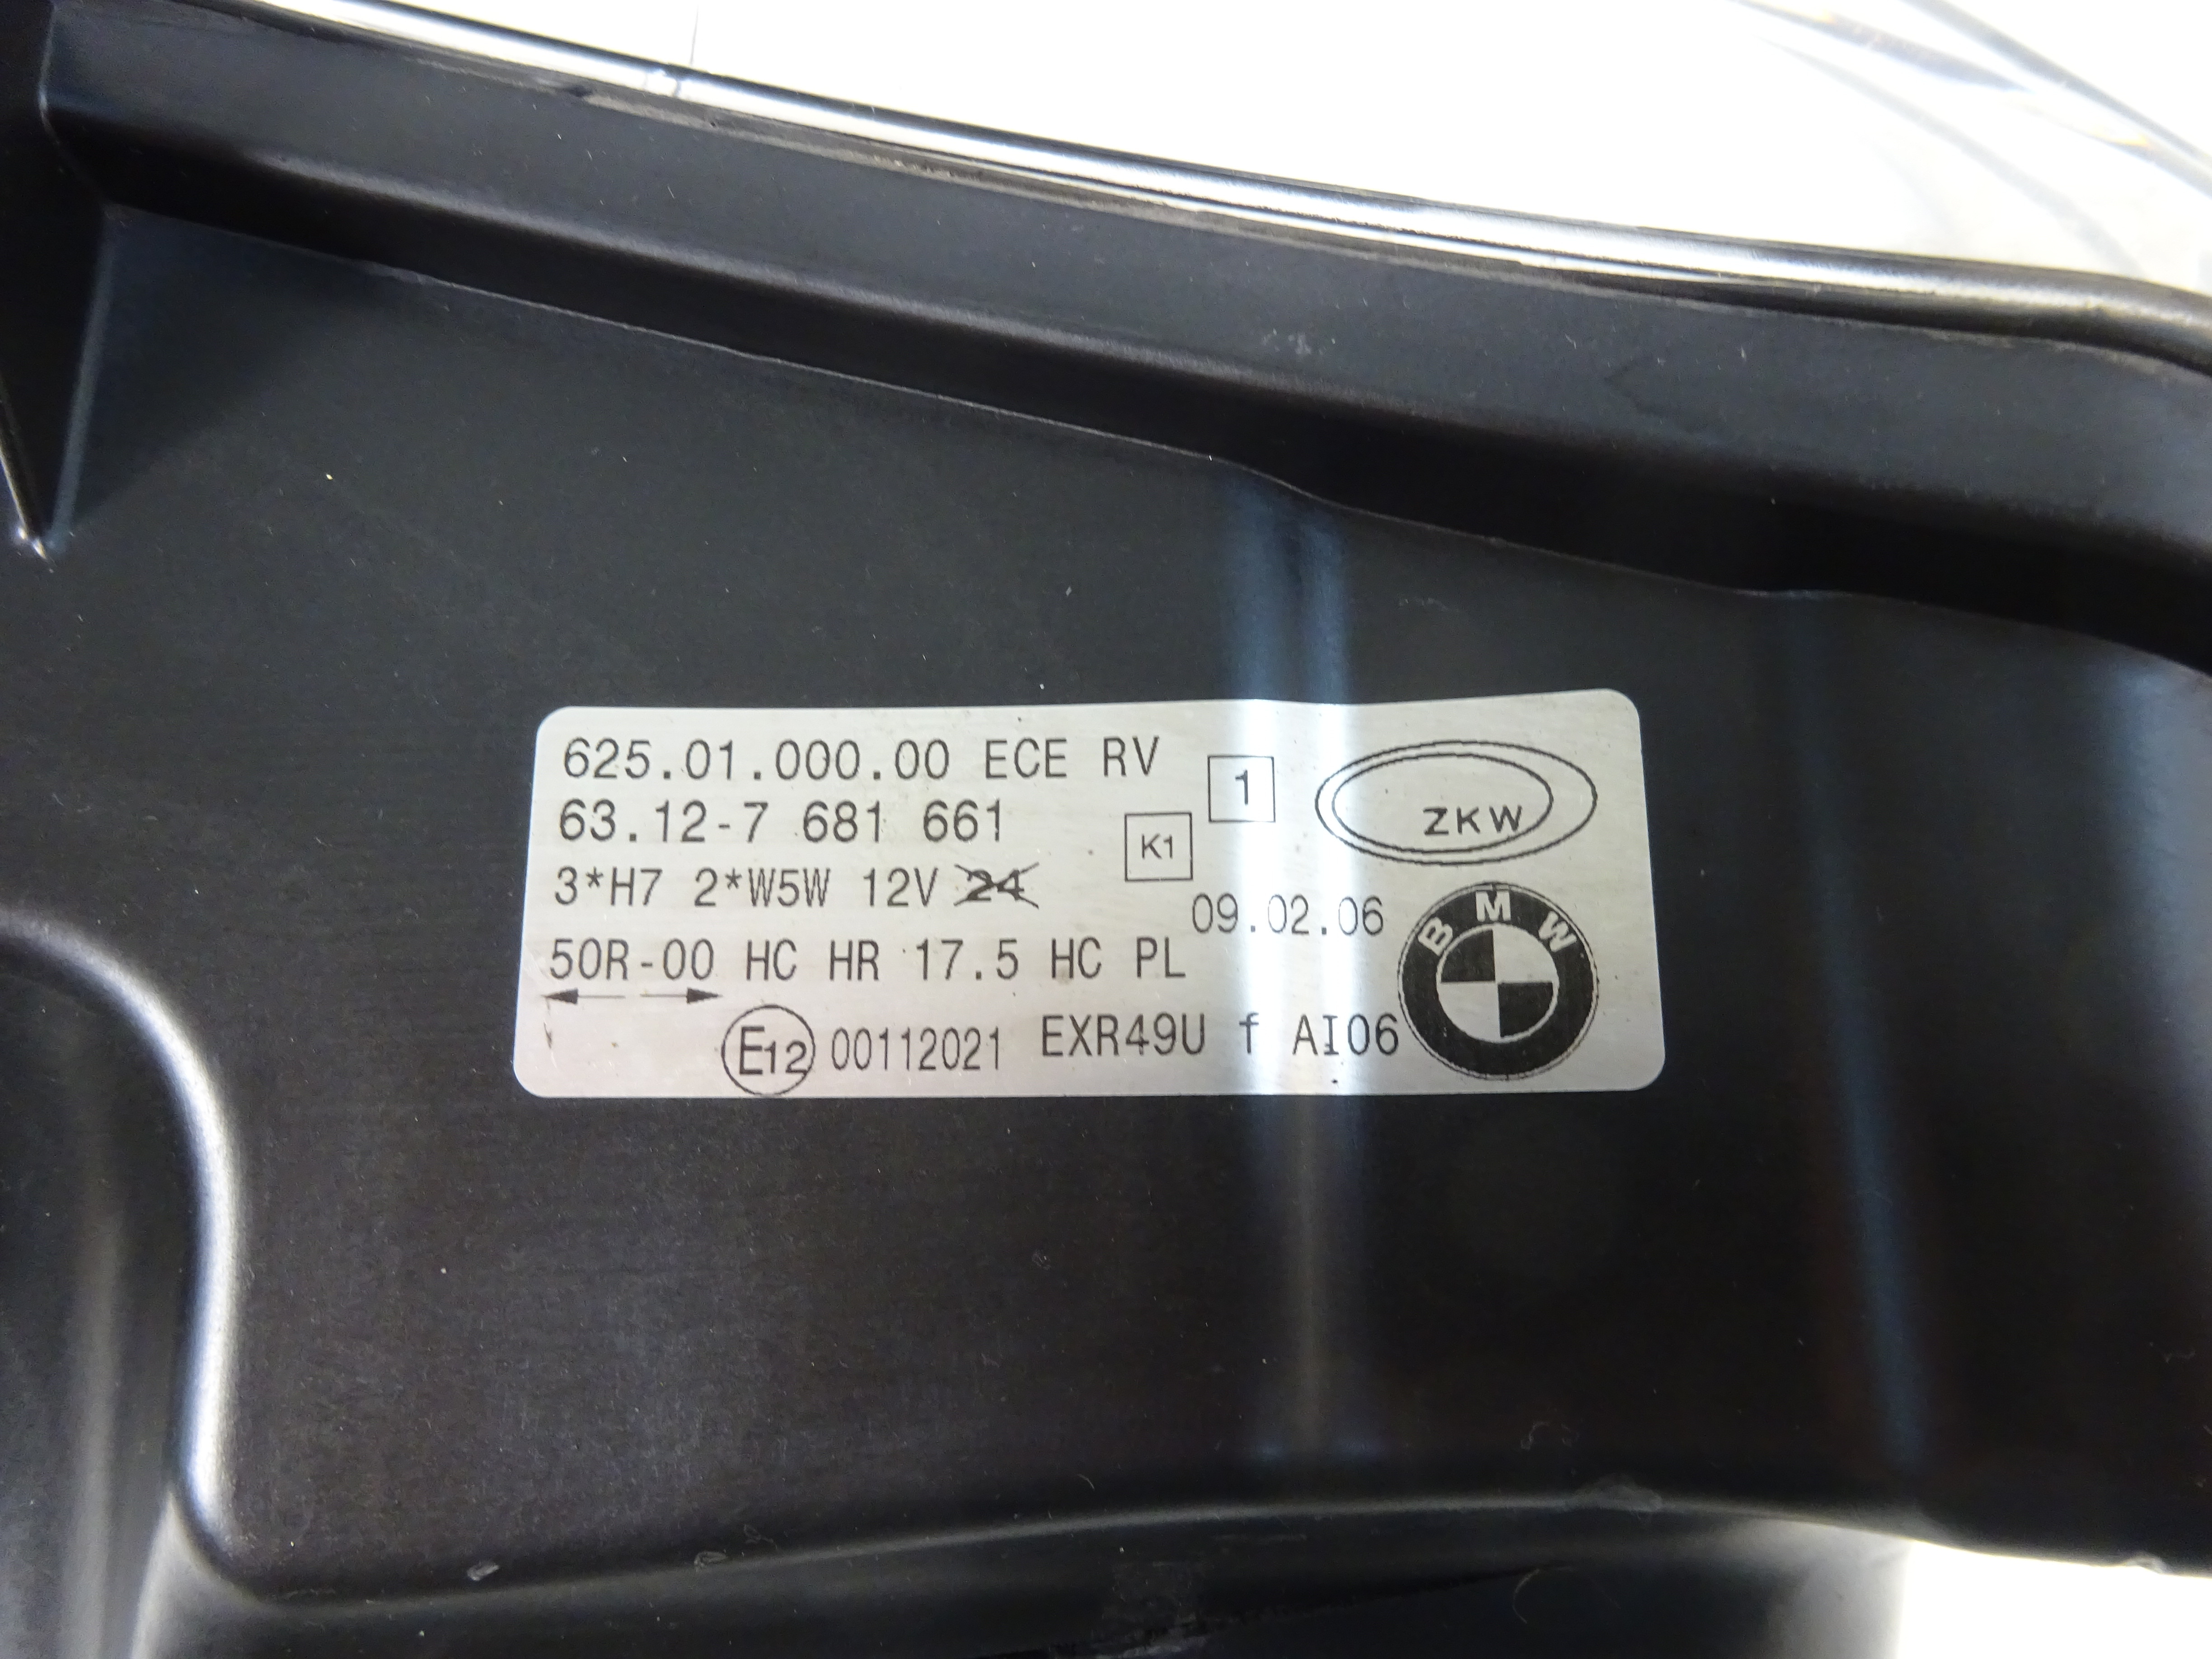 625.01.000.00 ECE RV
1
ZKW
63.12-7 681 661
K1
3*H7 2*W5W 12V 24
09.02.06
BMW
50R-00 HC HR 17.5 HC PL
E12 00112021 EXR49U f AI06